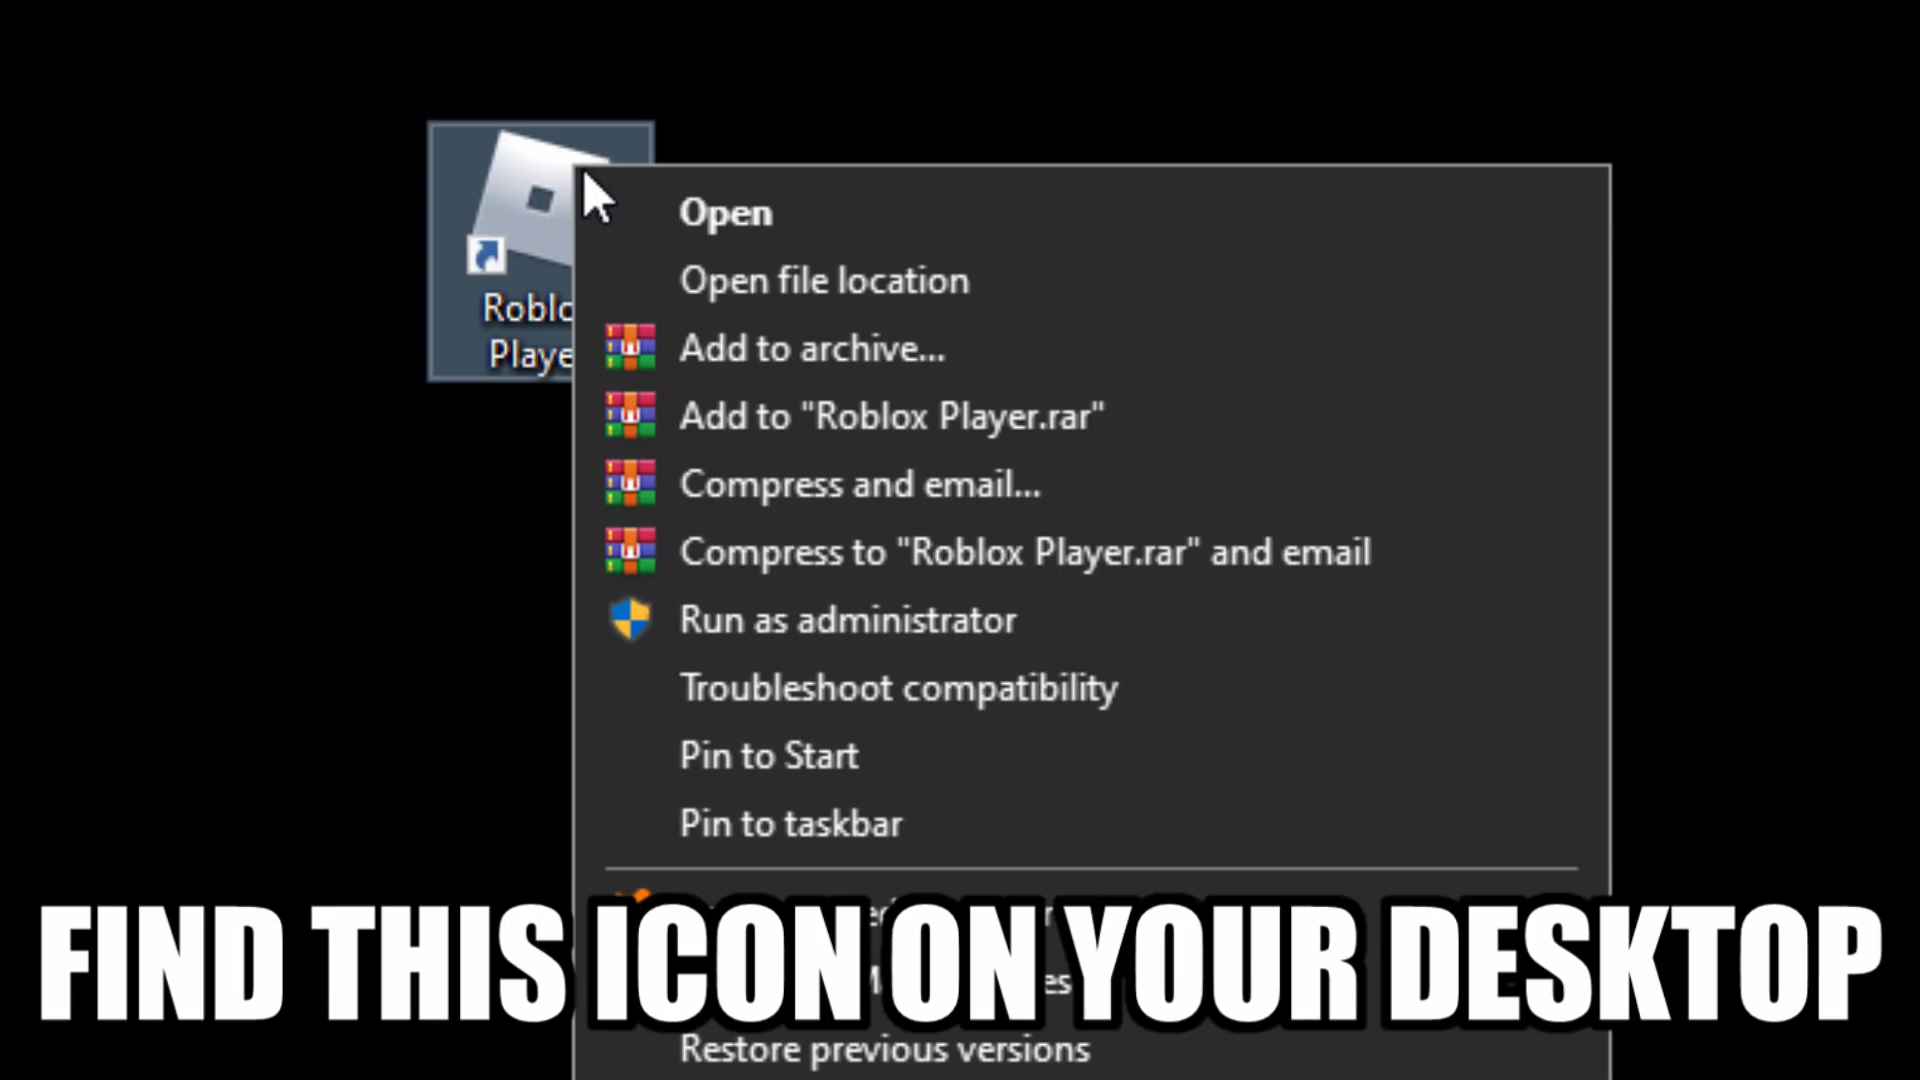 Open
Open file location
Add to archive...
Add to "Roblox Player.rar"
Compress and email...
Compress to "Roblox Player.rar" and email
Run as administrator
Troubleshoot compatibility
Pin to Start
Pin to taskbar
FIND THIS ICON ON YOUR DESKTOP
Restore previous versions